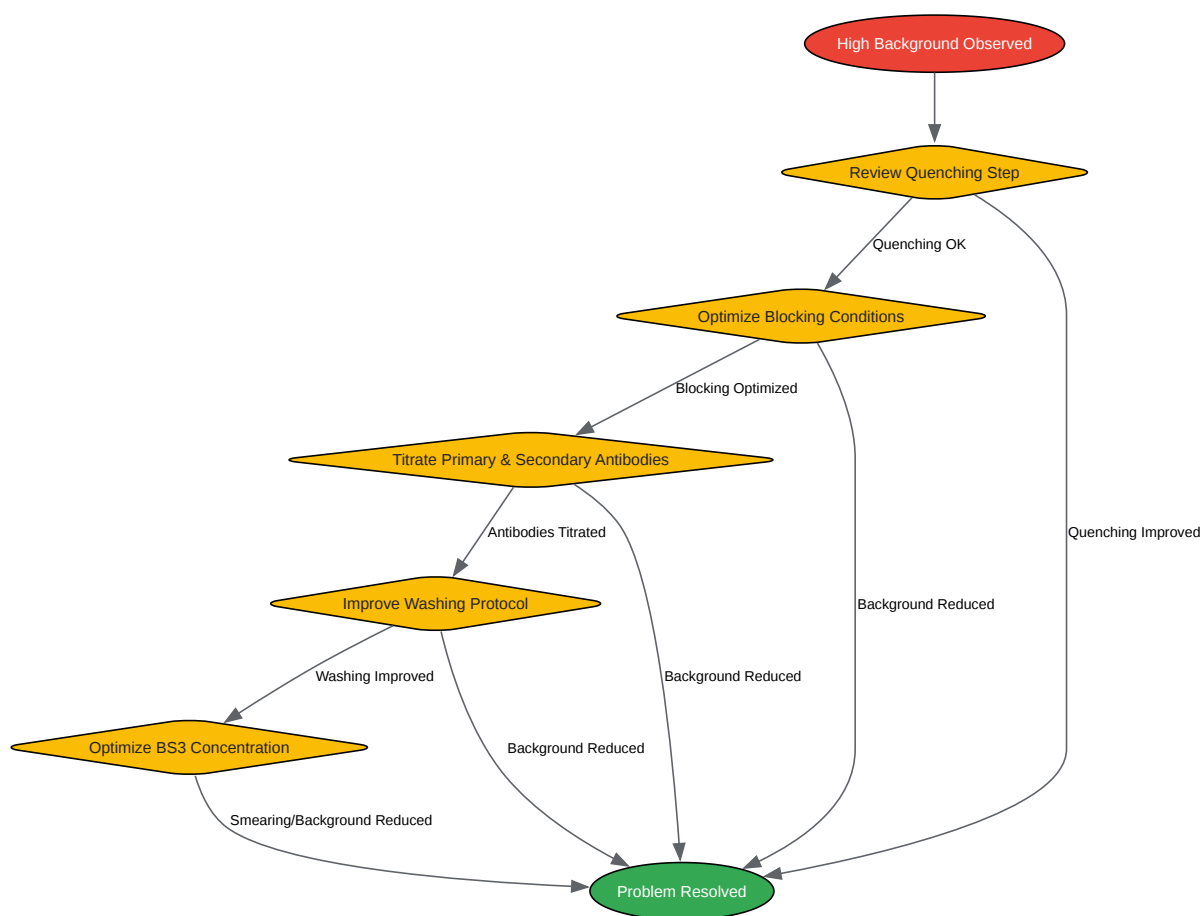 High Background Observed
Review Quenching Step
Quenching OK
Optimize Blocking Conditions
Blocking Optimized
Titrate Primary & Secondary Antibodies
Antibodies Titrated
Quenching Improved
Improve Washing Protocol
Background Reduced
Washing Improved
Background Reduced
Optimize BS3 Concentration
Background Reduced
Smearing/Background Reduced
Problem Resolved